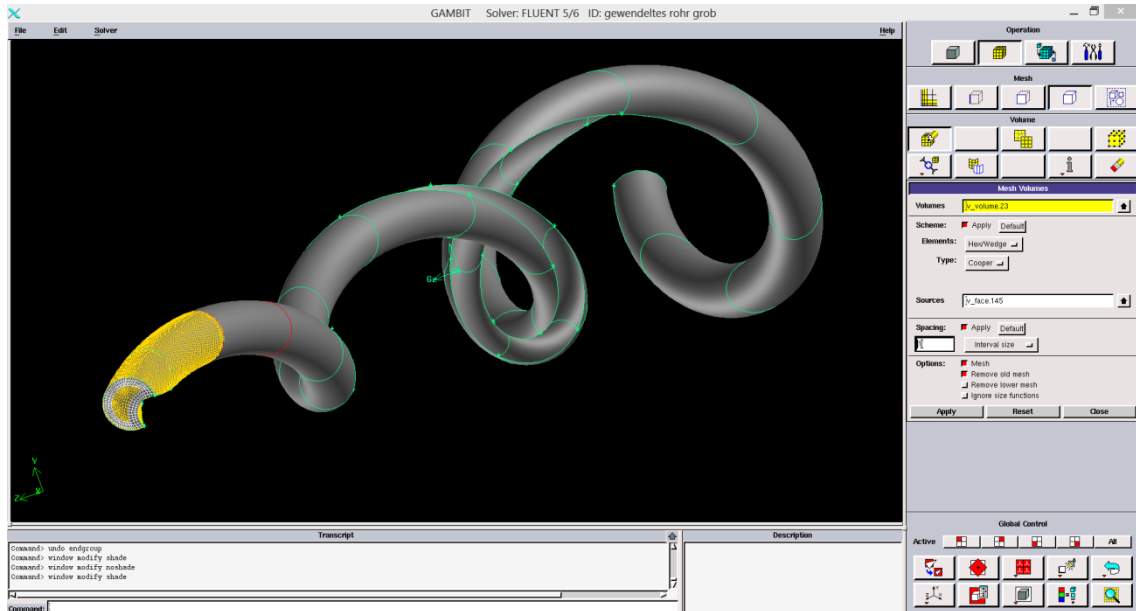 GAMBIT Solver: FLUENT 5/6 ID: gewendeltes rohr grob
File Edit Solver Help
Operation
Mesh
Volume
Mesh Volumes
Volumes v_volume.23
Scheme: Apply Default
Elements: Hex/Wedge
Type: Cooper
Sources v_face.145
Spacing: Apply Default
Interval size
Options: Mesh
Remove old mesh
Remove lower mesh
Ignore size functions
Apply Reset Close
Gz
Y
Z X
Transcript
Description
Command> undo endgroup
Command> window modify shade
Command> window modify noshade
Command> window modify shade
Command:
Global Control
Active All